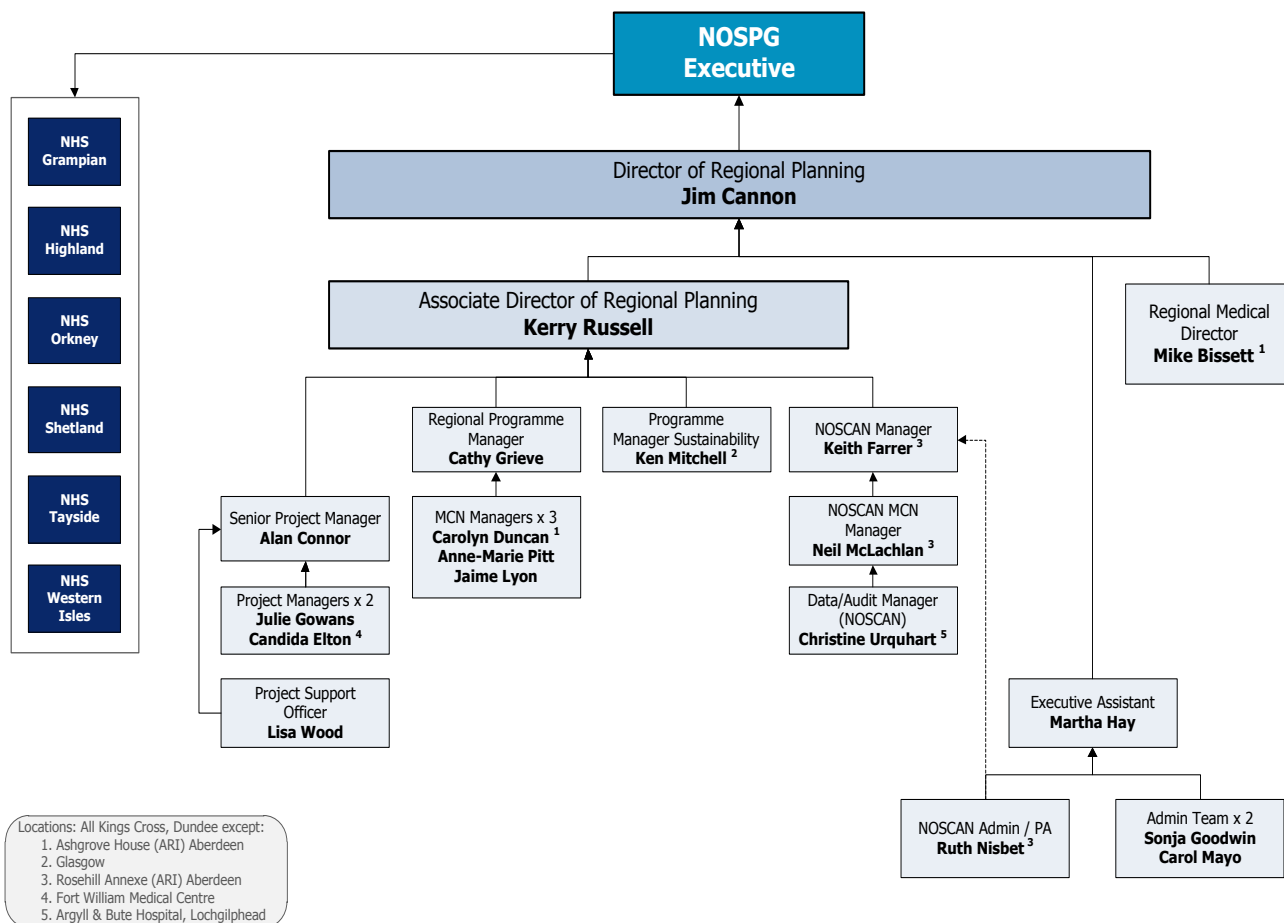 NOSPG
Executive
NHS
Grampian
NHS
Highland
NHS
Orkney
NHS
Shetland
NHS
Tayside
NHS
Western
Isles
Director of Regional Planning
Jim Cannon
Associate Director of Regional Planning
Kerry Russell
Regional Medical
Director
Mike Bissett 1
Regional Programme
Manager
Cathy Grieve
Programme
Manager Sustainability
Ken Mitchell 2
NOSCAN Manager
Keith Farrer 3
Senior Project Manager
Alan Connor
MCN Managers x 3
Carolyn Duncan 1
Anne-Marie Pitt
Jaime Lyon
NOSCAN MCN
Manager
Neil McLachlan 3
Project Managers x 2
Julie Gowans
Candida Elton 4
Data/Audit Manager
(NOSCAN)
Christine Urquhart 5
Project Support
Officer
Lisa Wood
Executive Assistant
Martha Hay
NOSCAN Admin / PA
Ruth Nisbet 3
Admin Team x 2
Sonja Goodwin
Carol Mayo
Locations: All Kings Cross, Dundee except:
1. Ashgrove House (ARI) Aberdeen
2. Glasgow
3. Rosehill Annexe (ARI) Aberdeen
4. Fort William Medical Centre
5. Argyll & Bute Hospital, Lochgilphead